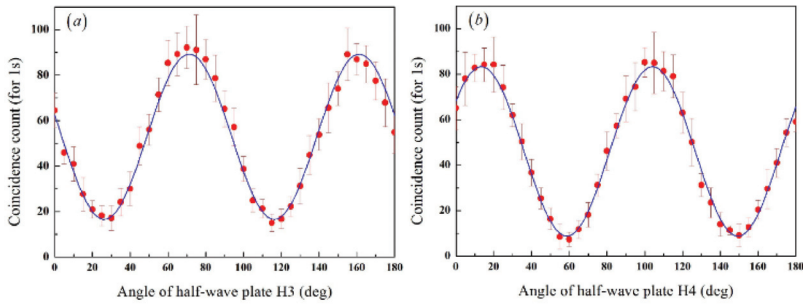 (a)
Coincidence count (for 1s)
100
80
60
40
20
0
0 20 40 60 80 100 120 140 160 180
Angle of half-wave plate H3 (deg)
(b)
Coincidence count (for 1s)
100
80
60
40
20
0
0 20 40 60 80 100 120 140 160 180
Angle of half-wave plate H4 (deg)